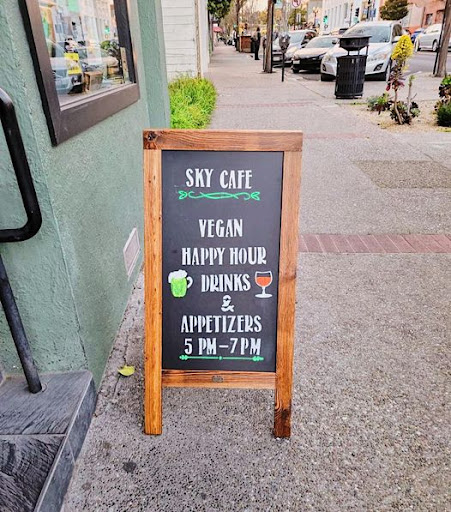 SKY CAFE
VEGAN
HAPPY HOUR
DRINKS
&
APPETIZERS
5 PM-7 PM